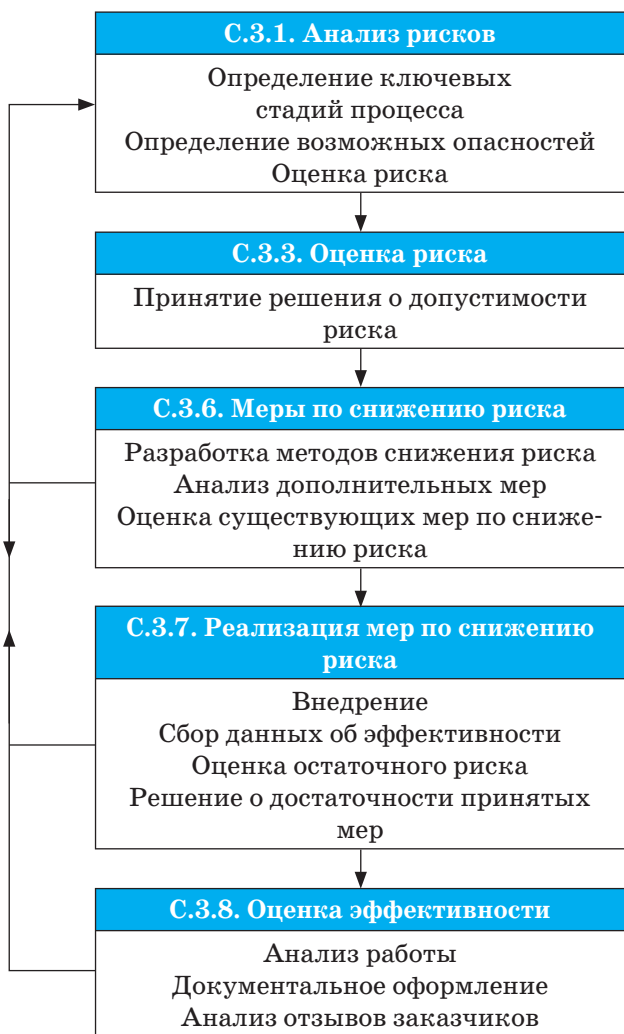 С.3.1. Анализ рисков
Определение ключевых
стадий процесса
Определение возможных опасностей
Оценка риска
С.3.3. Оценка риска
Принятие решения о допустимости
риска
С.3.6. Меры по снижению риска
Разработка методов снижения риска
Анализ дополнительных мер
Оценка существующих мер по сниже-
нию риска
С.3.7. Реализация мер по снижению
риска
Внедрение
Сбор данных об эффективности
Оценка остаточного риска
Решение о достаточности принятых
мер
С.3.8. Оценка эффективности
Анализ работы
Документальное оформление
Анализ отзывов заказчиков